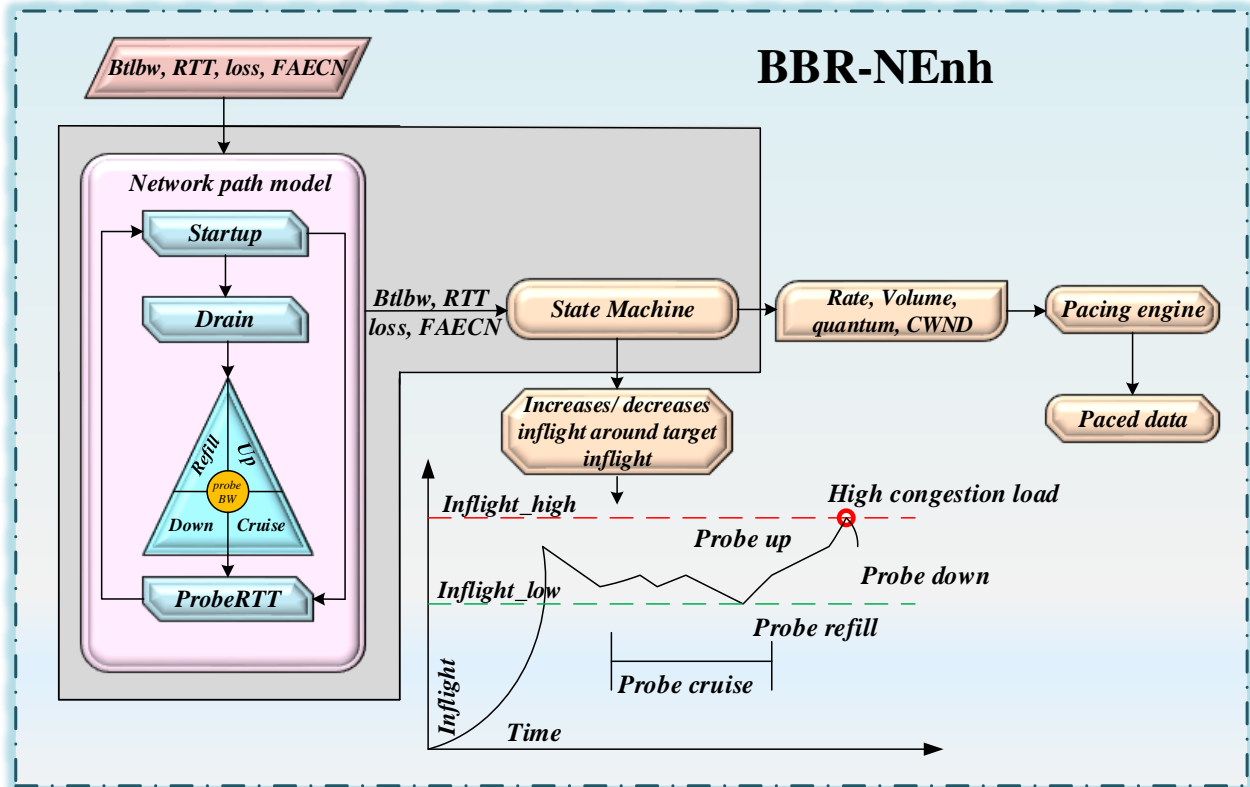 BBR-NEnh
Btlbw, RTT, loss, FAECN
Network path model
Startup
Drain
Refill
Up
probe
BW
Down
Cruise
ProbeRTT
Btlbw, RTT
loss, FAECN
State Machine
Rate, Volume,
quantum, CWND
Pacing engine
Paced data
Increases/ decreases
inflight around target
inflight
Inflight_high
High congestion load
Probe up
Probe down
Inflight_low
Probe refill
Probe cruise
Inflight
Time